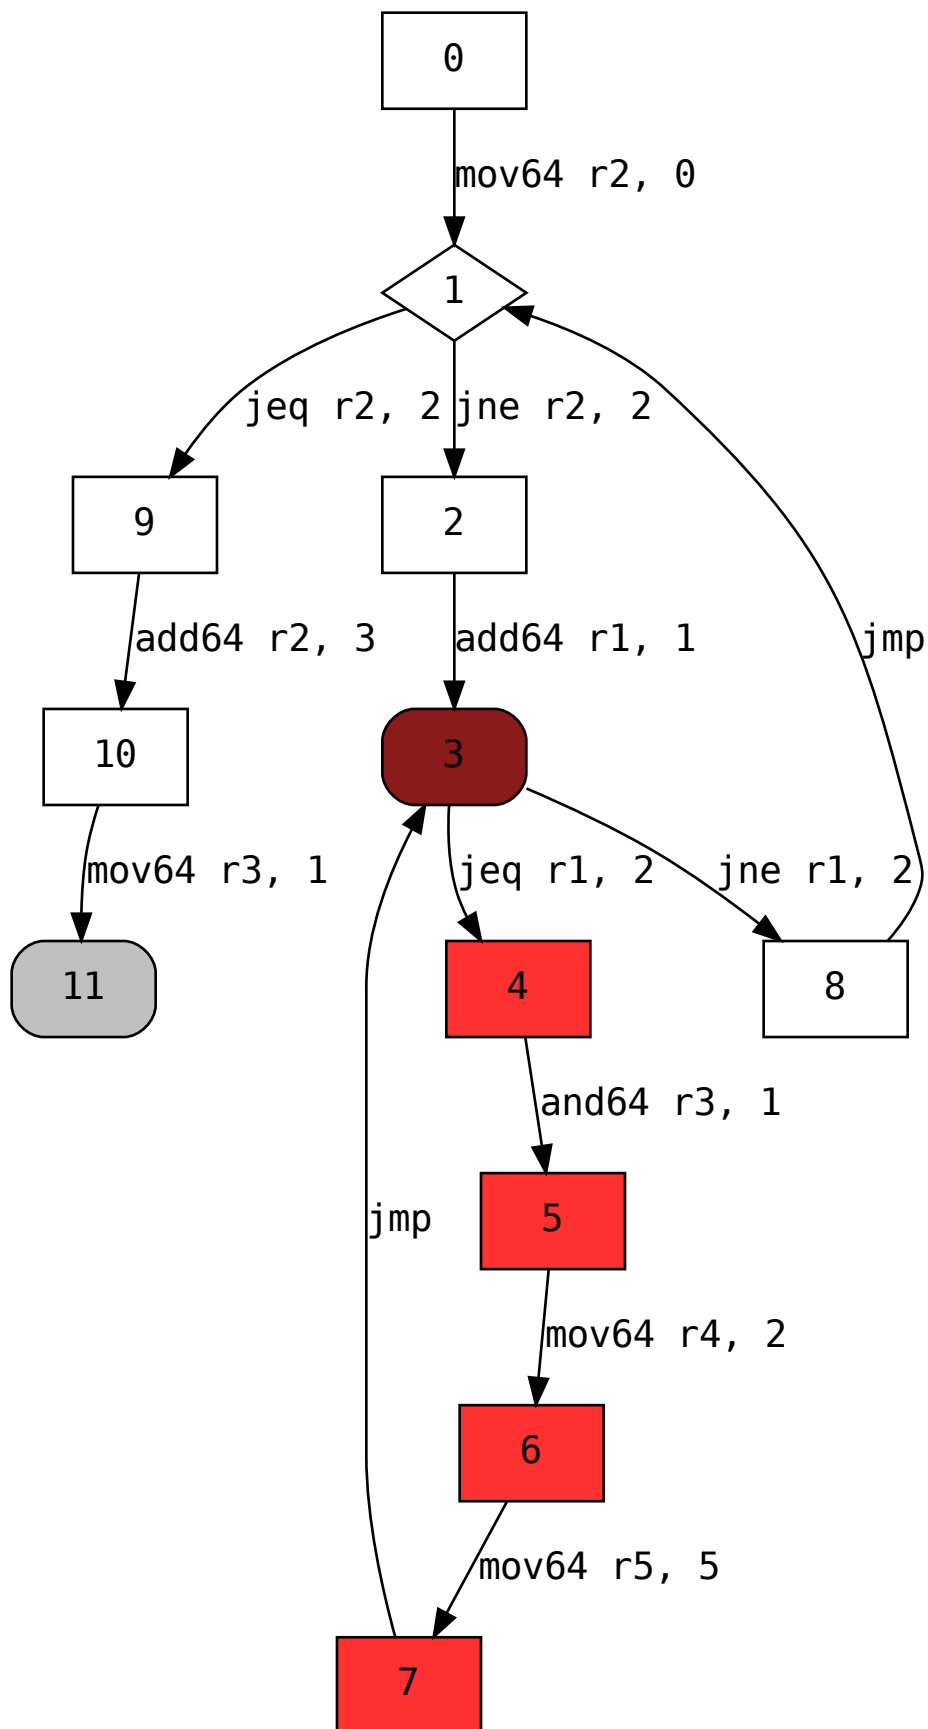 0
mov64 r2, 0
1
jeq r2, 2
jne r2, 2
9
2
add64 r2, 3
add64 r1, 1
jmp
10
3
mov64 r3, 1
jeq r1, 2
jne r1, 2
11
4
8
and64 r3, 1
jmp
5
mov64 r4, 2
6
mov64 r5, 5
7